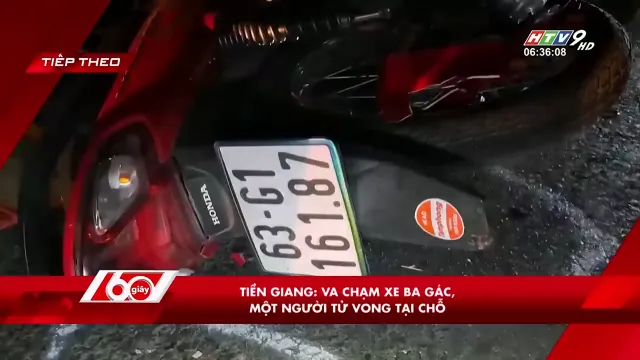 HTV9 HD
06:36:08
TIẾP THEO
HONDA
63-G1
161.87
60 giây
TIỀN GIANG: VA CHẠM XE BA GÁC,
MỘT NGƯỜI TỬ VONG TẠI CHỖ